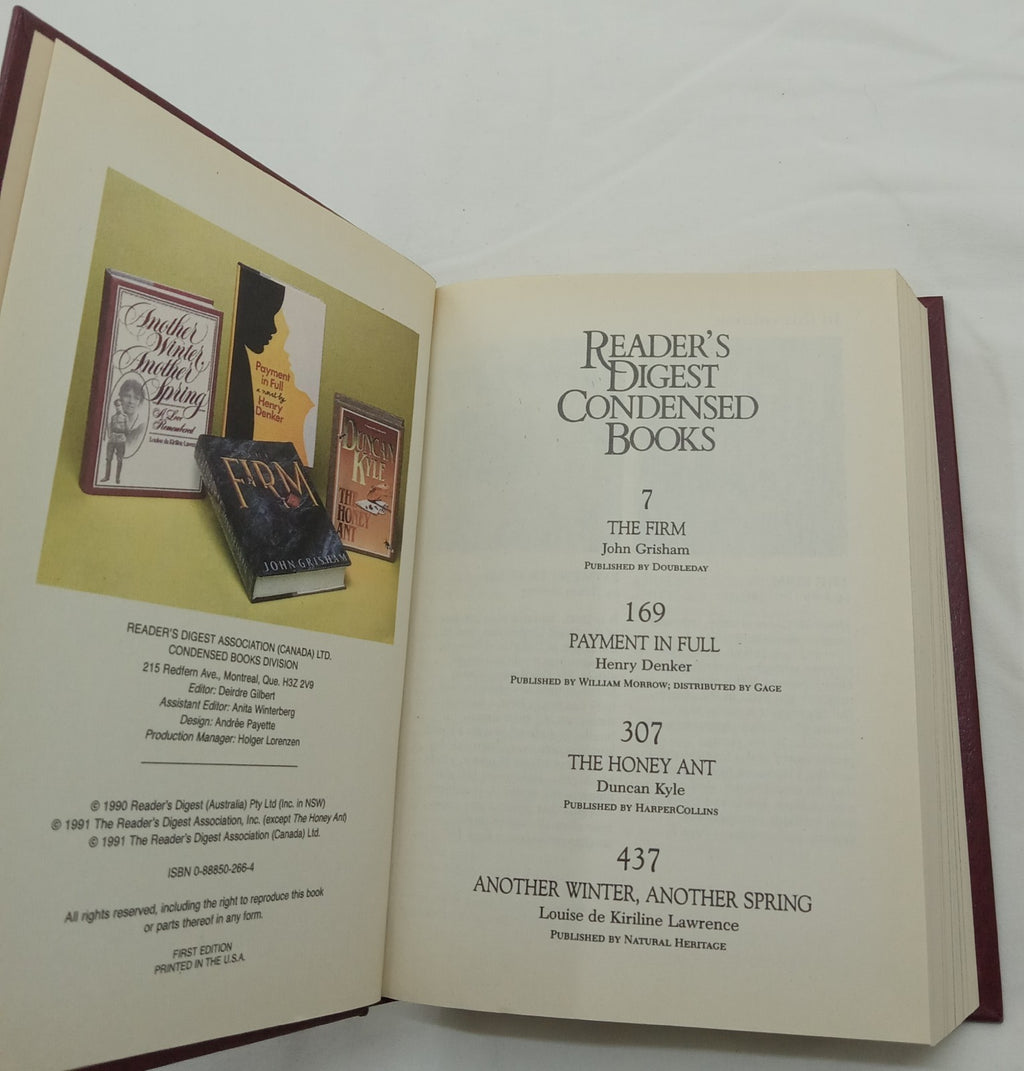 Another
Winter,
Another
Spring
A Love
Remembered
Louise de Kiriline
Payment
in Full
a novel by
Henry
Denker
THE
FIRM
JOHN GRISHAM
DUNCAN
KYLE
THE
HONEY
ANT
READER'S DIGEST ASSOCIATION (CANADA) LTD.
CONDENSED BOOKS DIVISION
215 Redfern Ave., Montreal, Que. H3Z 2V9
Editor: Deirdre Gilbert
Assistant Editor: Anita Winterberg
Design: Andrée Payette
Production Manager: Holger Lorenzen
© 1990 Reader's Digest (Australia) Pty Ltd (Inc. in NSW)
© 1991 The Reader's Digest Association, Inc. (except The Honey Ant)
© 1991 The Reader's Digest Association (Canada) Ltd.
ISBN 0-88850-266-4
All rights reserved, including the right to reproduce this book
or parts thereof in any form.
FIRST EDITION
PRINTED IN THE U.S.A.
READER'S
DIGEST
CONDENSED
BOOKS
7
THE FIRM
John Grisham
PUBLISHED BY DOUBLEDAY
169
PAYMENT IN FULL
Henry Denker
PUBLISHED BY WILLIAM MORROW; DISTRIBUTED BY GAGE
307
THE HONEY ANT
Duncan Kyle
PUBLISHED BY HARPERCOLLINS
437
ANOTHER WINTER, ANOTHER SPRING
Louise de Kiriline Lawrence
PUBLISHED BY NATURAL HERITAGE